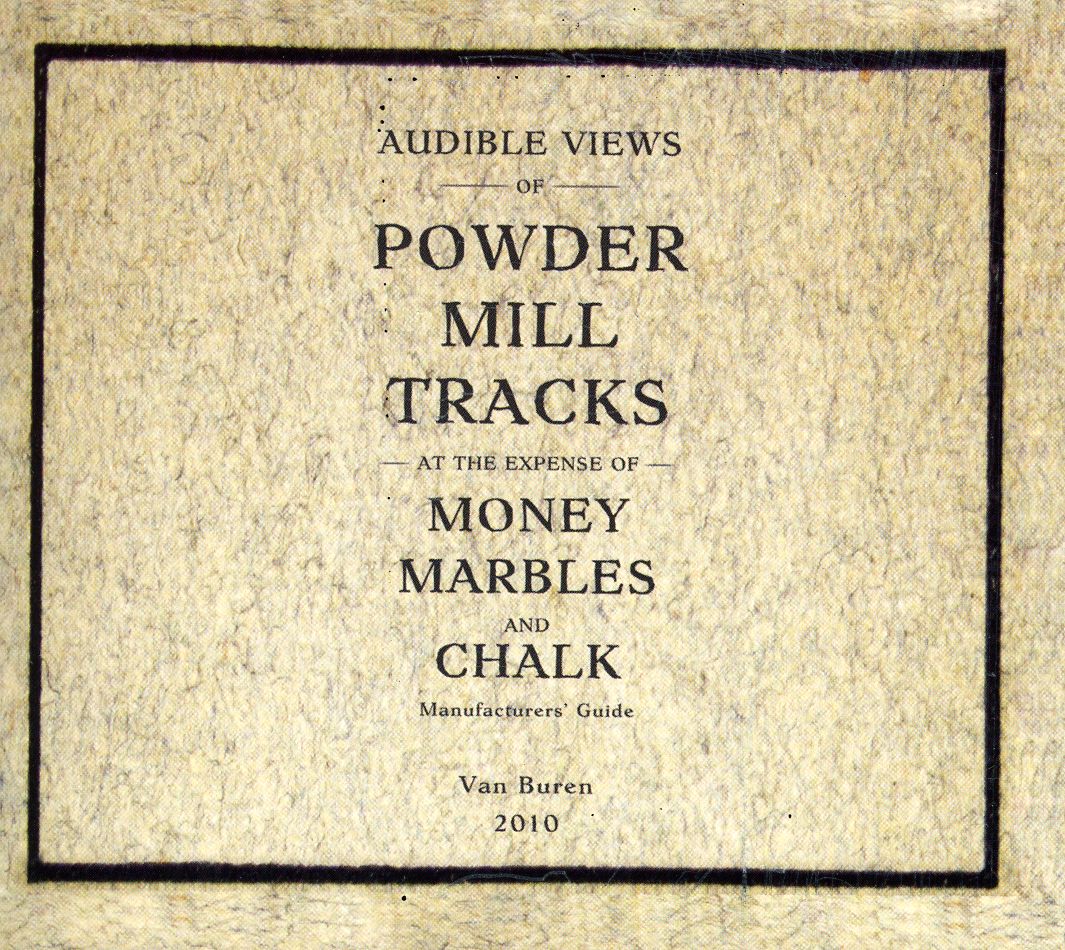 AUDIBLE VIEWS
OF
POWDER
MILL
TRACKS
AT THE EXPENSE OF
MONEY
MARBLES
AND
CHALK
Manufacturers' Guide
Van Buren
2010